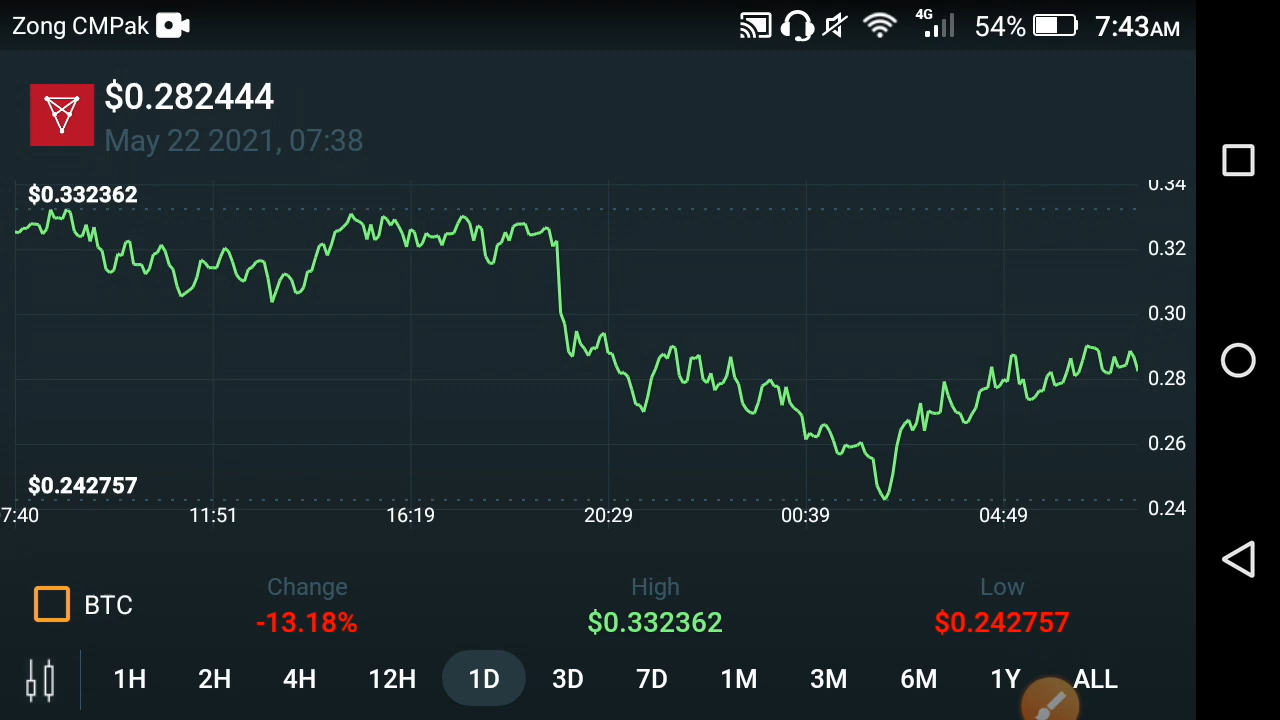 Zong CMPak 4G 54% 7:43AM
$0.282444
May 22 2021, 07:38
$0.332362
0.34
0.32
0.30
0.28
0.26
$0.242757
0.24
7:40 11:51 16:19 20:29 00:39 04:49
BTC
Change High Low
-13.18% $0.332362 $0.242757
1H 2H 4H 12H 1D 3D 7D 1M 3M 6M 1Y ALL